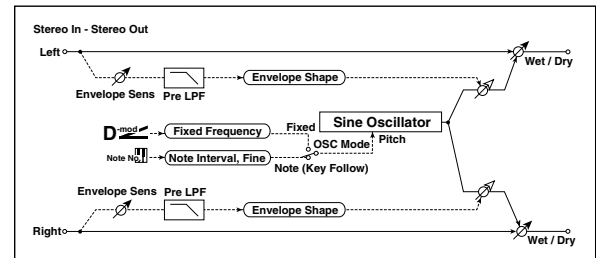 Stereo In - Stereo Out
Left
Wet / Dry
Envelope Sens
Pre LPF
Envelope Shape
D-mod
Fixed Frequency
Fixed
Sine Oscillator
OSC Mode
Pitch
Note No.
Note Interval, Fine
Note (Key Follow)
Envelope Sens
Pre LPF
Envelope Shape
Right
Wet / Dry